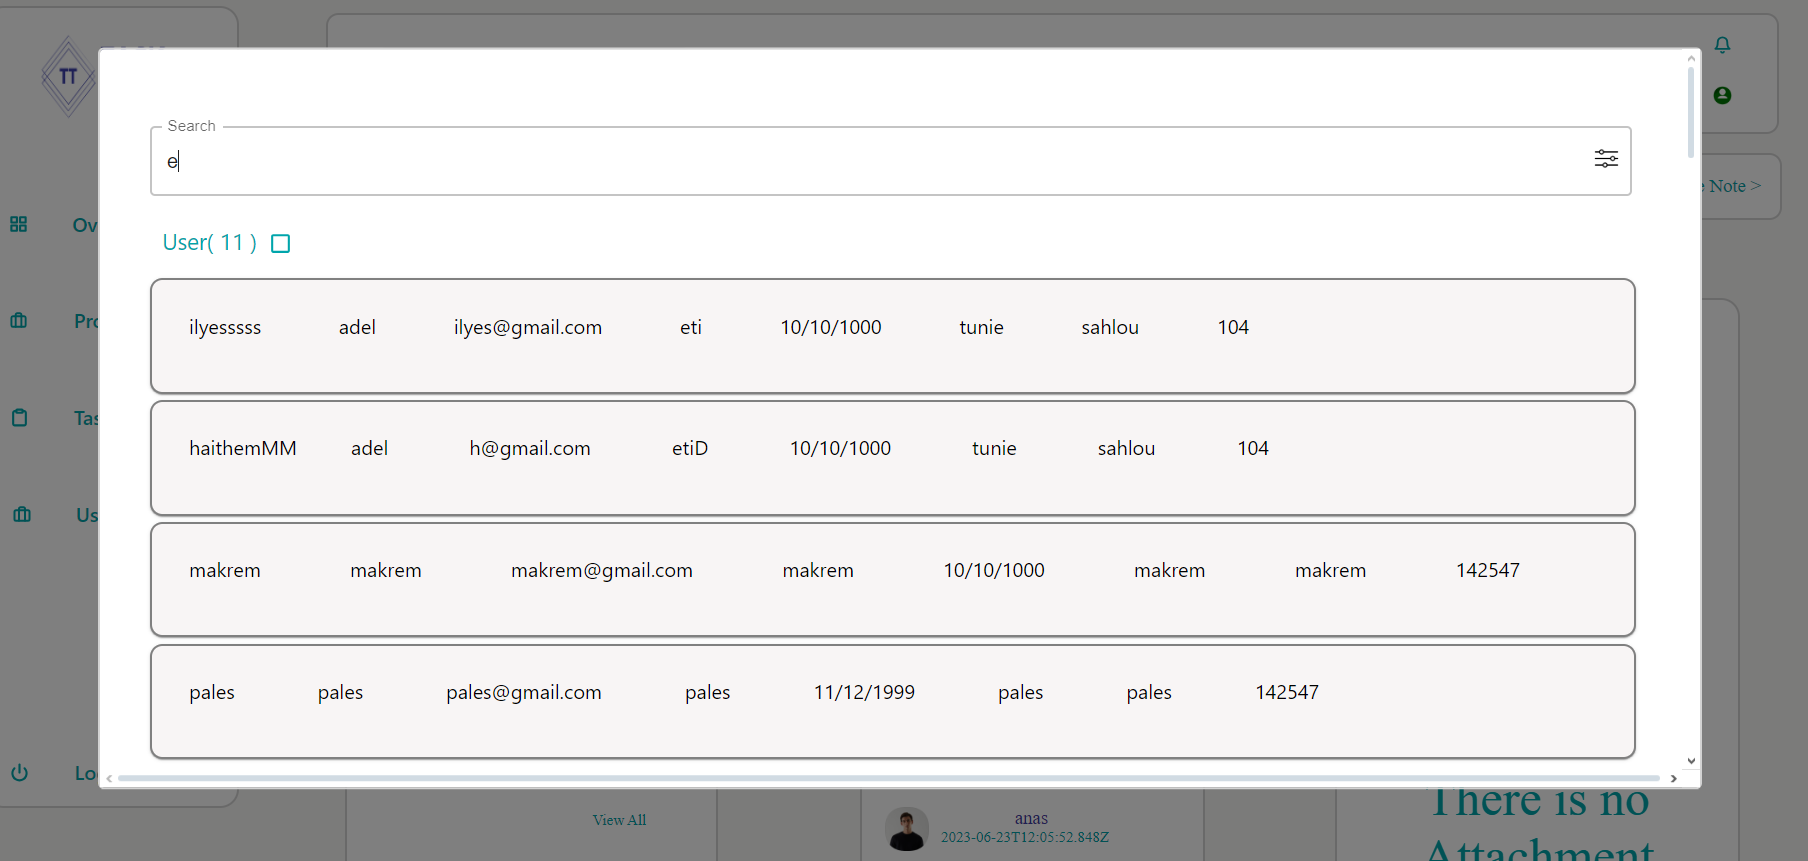 TT
Search
e
Note >
User( 11 )
Ov
ilyesssss adel ilyes@gmail.com eti 10/10/1000 tunie sahlou 104
Pro
haithemMM adel h@gmail.com etiD 10/10/1000 tunie sahlou 104
Tas
Us
makrem makrem makrem@gmail.com makrem 10/10/1000 makrem makrem 142547
pales pales pales@gmail.com pales 11/12/1999 pales pales 142547
Lo
View All
anas
2023-06-23T12:05:52.848Z
There is no
Attachment